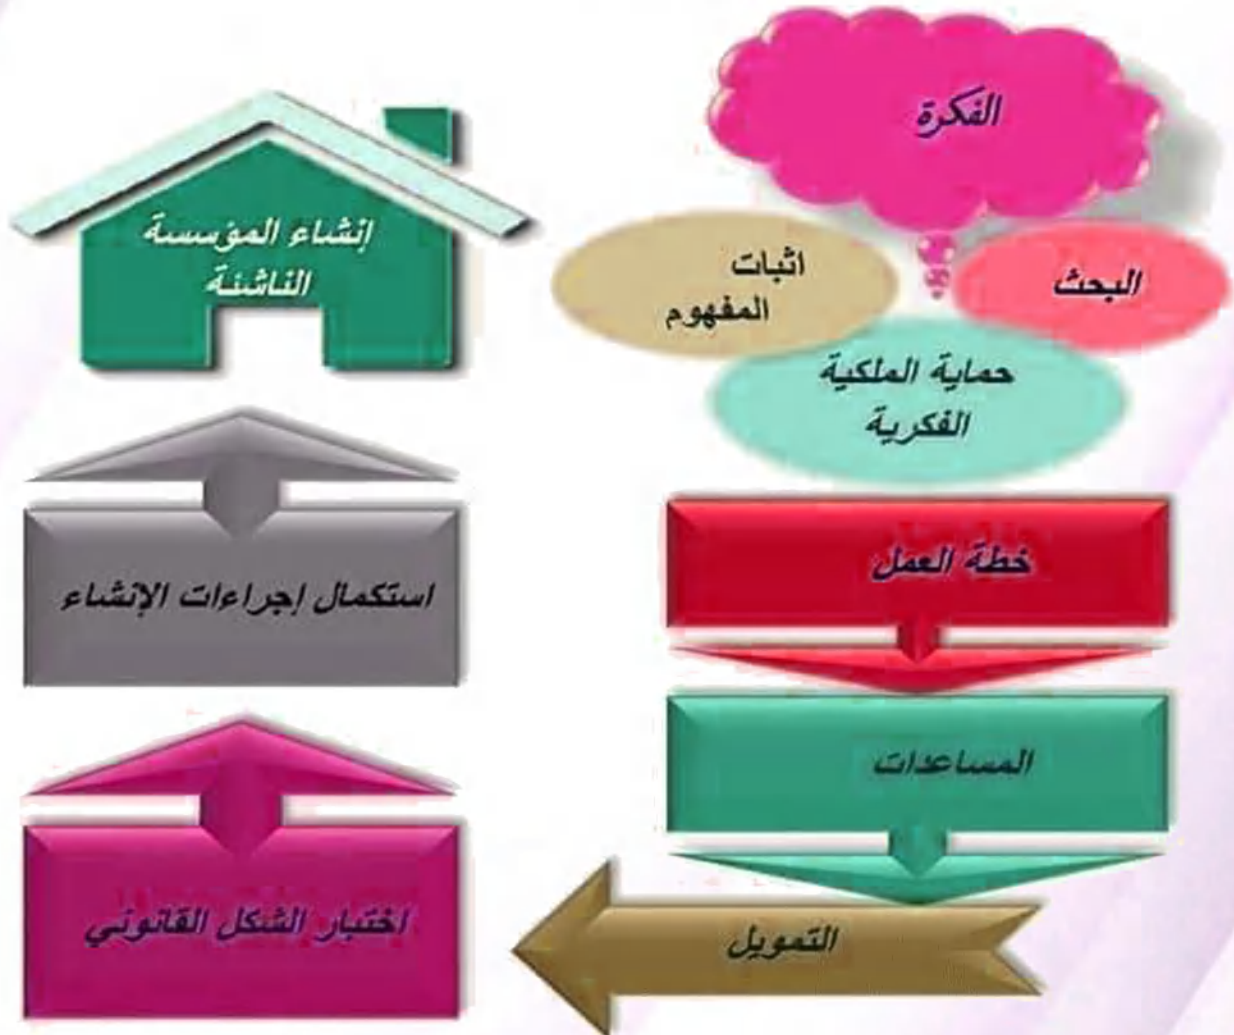 الفكرة
البحث
اثبات
المفهوم
حماية الملكية
الفكرية
خطة العمل
المساعدات
التمويل
اختبار الشكل القانوني
استكمال إجراءات الإنشاء
إنشاء المؤسسة
الناشئة